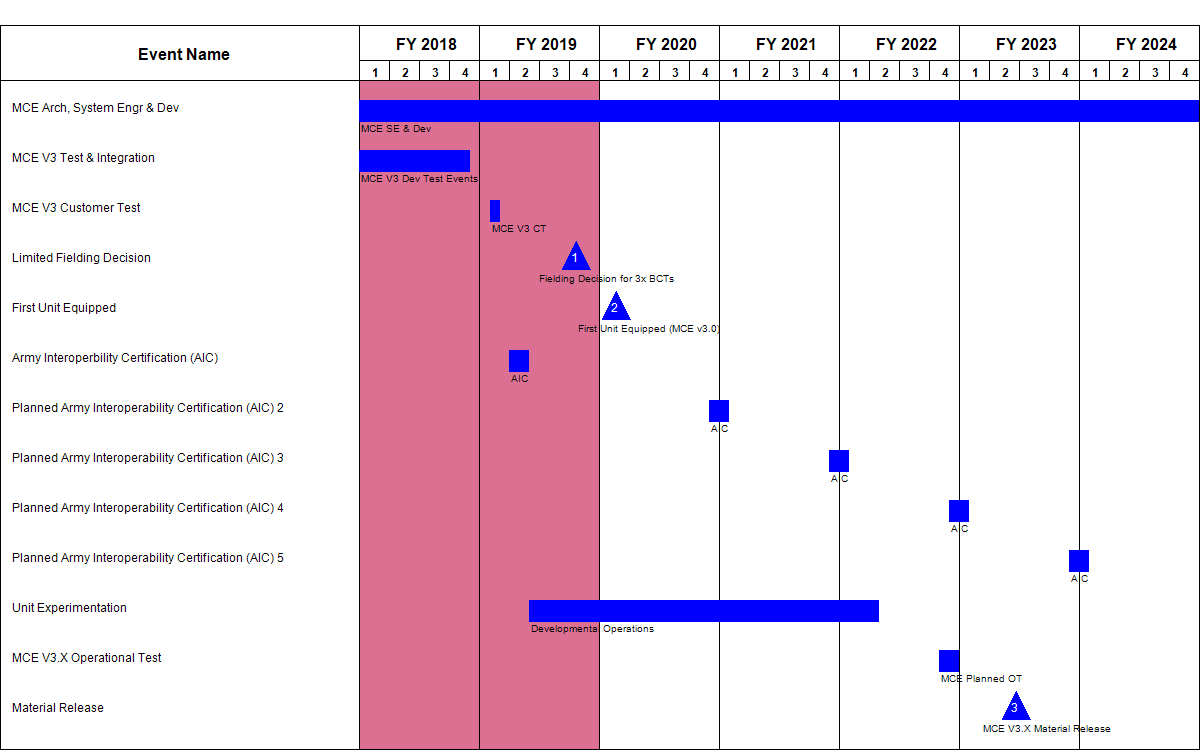 Event Name
FY 2018 FY 2019 FY 2020 FY 2021 FY 2022 FY 2023 FY 2024
1 2 3 4 1 2 3 4 1 2 3 4 1 2 3 4 1 2 3 4 1 2 3 4 1 2 3 4
MCE Arch, System Engr & Dev
MCE SE & Dev
MCE V3 Test & Integration
MCE V3 Dev Test Events
MCE V3 Customer Test
MCE V3 CT
Limited Fielding Decision
1
Fielding Decision for 3x BCTs
First Unit Equipped
2
First Unit Equipped (MCE v3.0)
Army Interoperbility Certification (AIC)
AIC
Planned Army Interoperability Certification (AIC) 2
AIC
Planned Army Interoperability Certification (AIC) 3
AIC
Planned Army Interoperability Certification (AIC) 4
AIC
Planned Army Interoperability Certification (AIC) 5
AIC
Unit Experimentation
Developmental Operations
MCE V3.X Operational Test
MCE Planned OT
Material Release
3
MCE V3.X Material Release